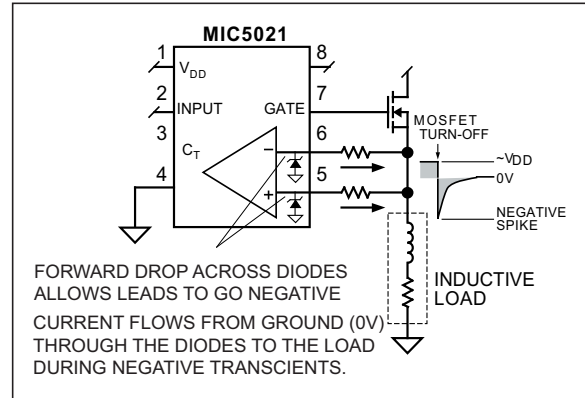 MIC5021
1
8
V_DD
2
7
INPUT
GATE
MOSFET
TURN-OFF
3
6
C_T
−
~VDD
0V
4
5
+
NEGATIVE
SPIKE
INDUCTIVE
LOAD
FORWARD DROP ACROSS DIODES
ALLOWS LEADS TO GO NEGATIVE
CURRENT FLOWS FROM GROUND (0V)
THROUGH THE DIODES TO THE LOAD
DURING NEGATIVE TRANSCIENTS.